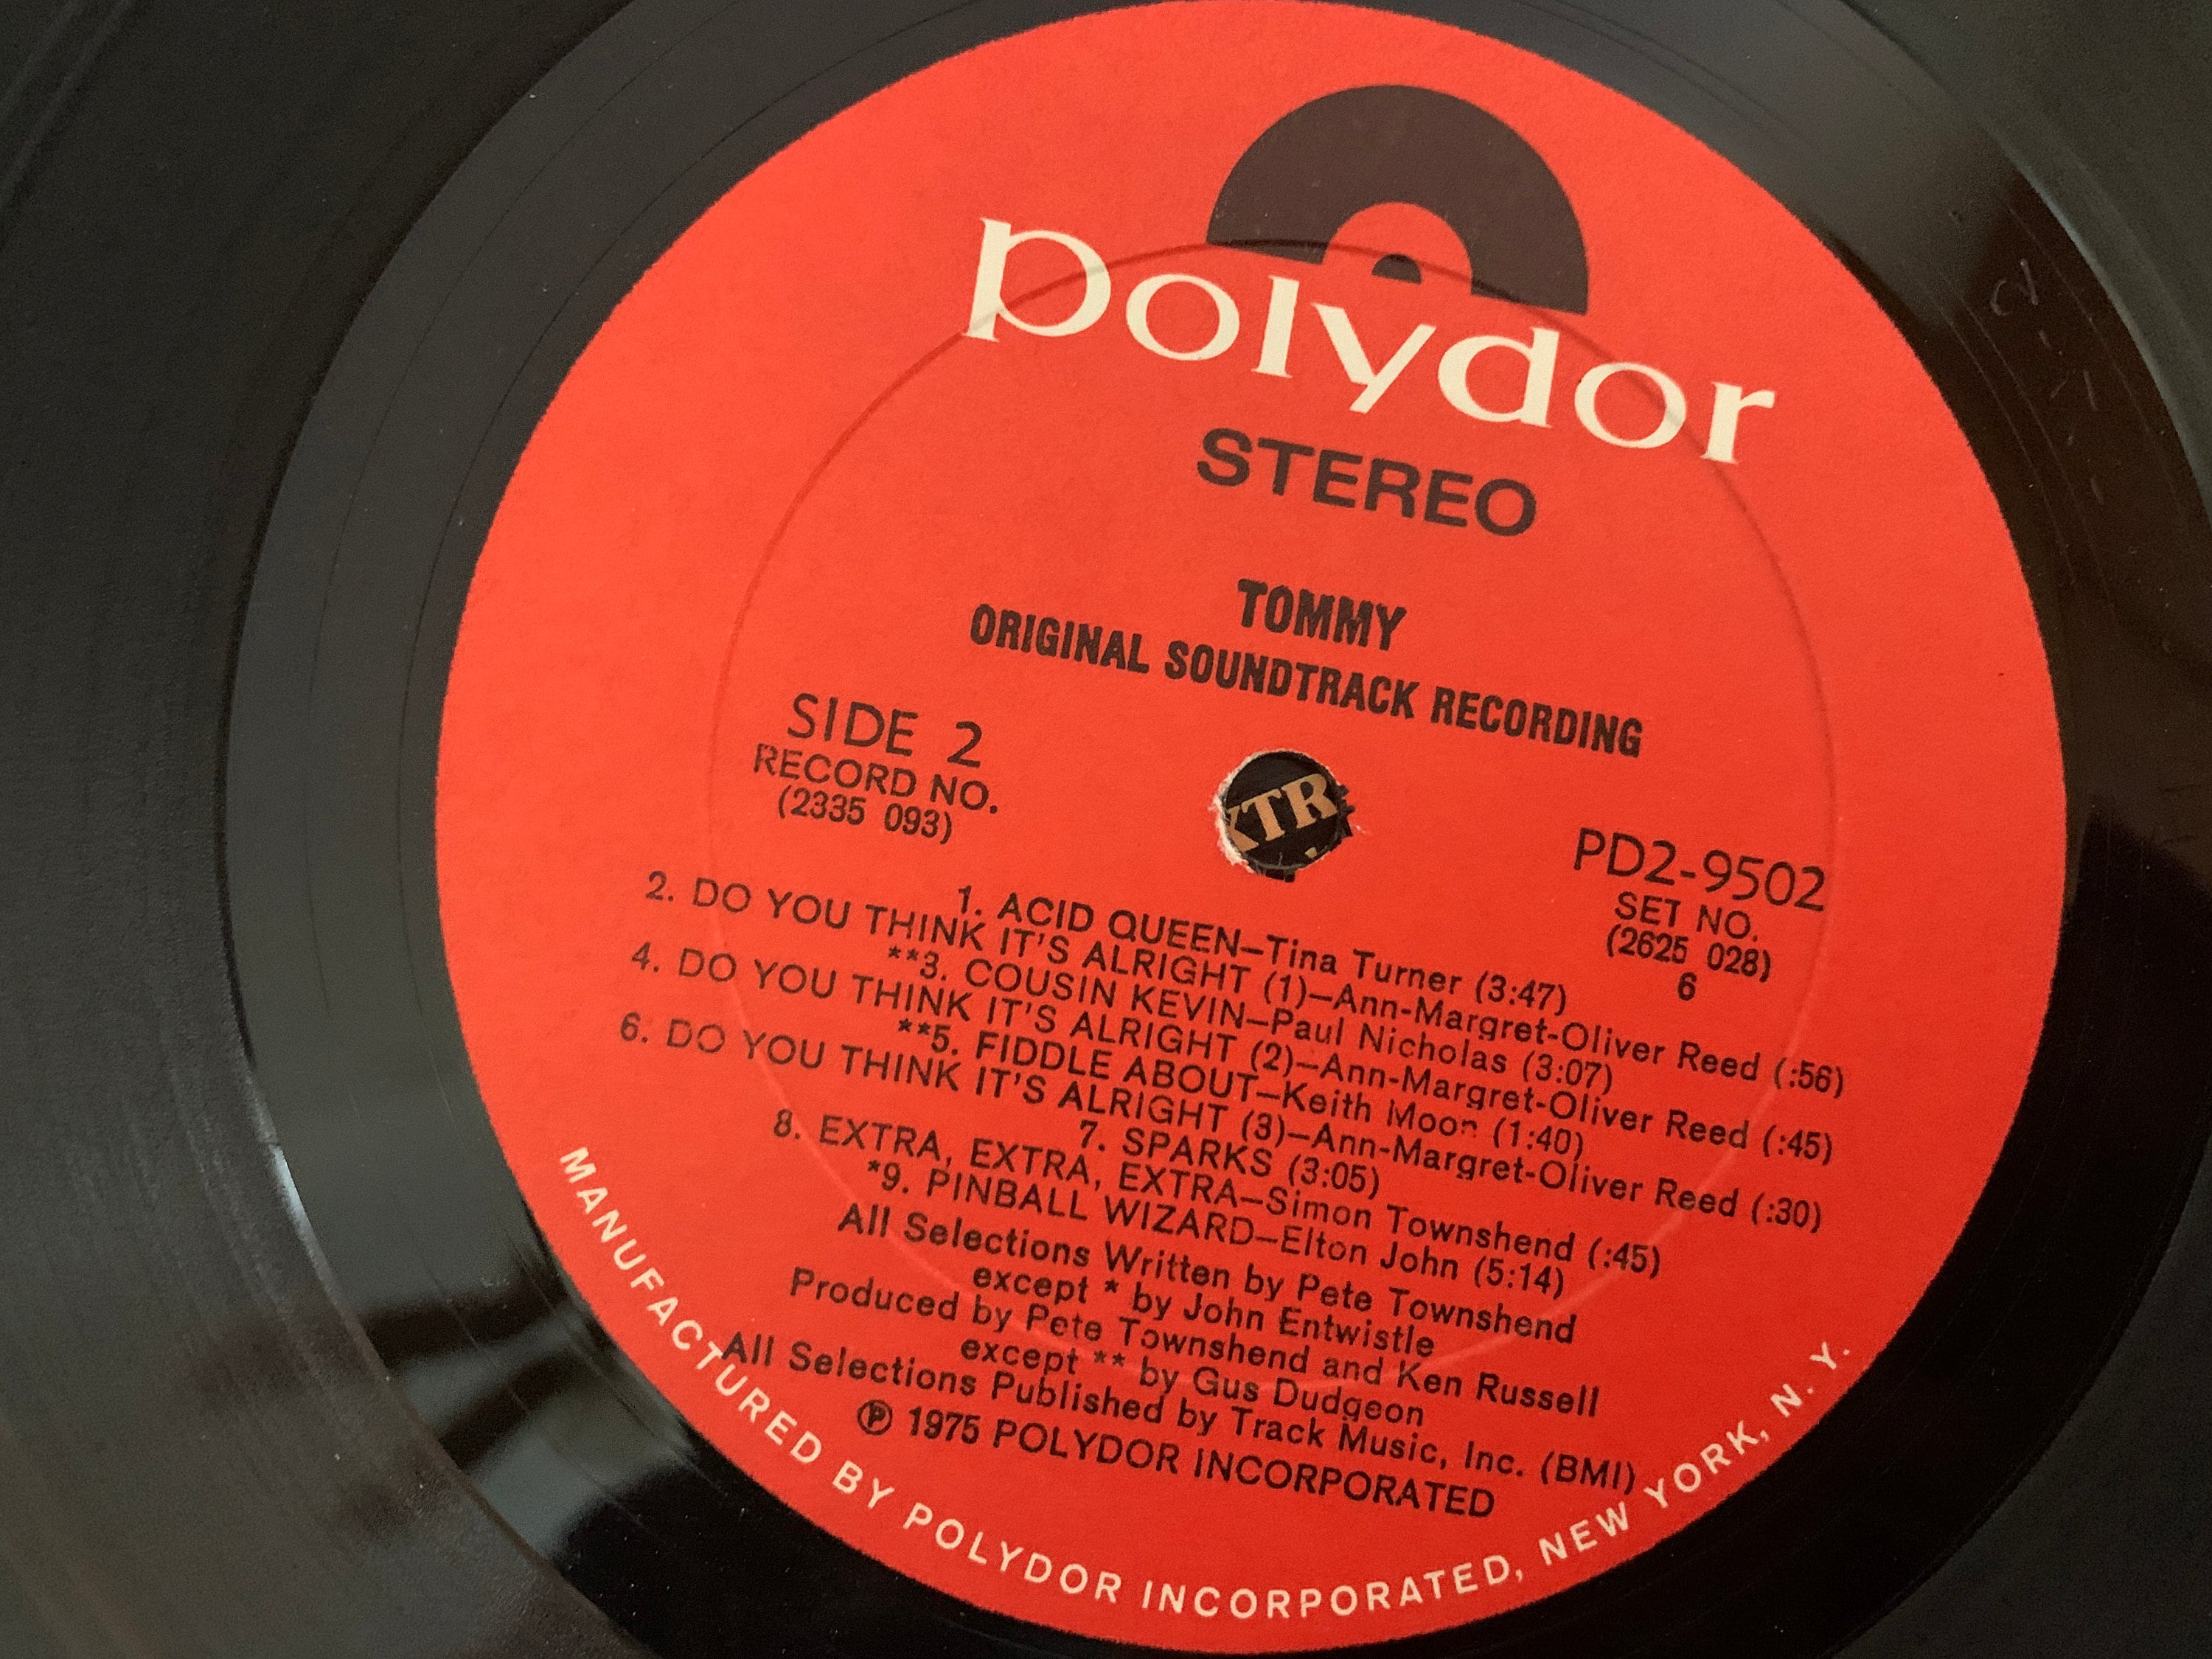 polydor
STEREO
TOMMY
ORIGINAL SOUNDTRACK RECORDING
SIDE 2
RECORD NO.
(2335 093)
XTR
PD2-9502
SET NO.
(2625 028)
6
1. ACID QUEEN–Tina Turner (3:47)
2. DO YOU THINK IT'S ALRIGHT (1)–Ann-Margret-Oliver Reed (:56)
**3. COUSIN KEVIN–Paul Nicholas (3:07)
4. DO YOU THINK IT'S ALRIGHT (2)–Ann-Margret-Oliver Reed (:45)
**5. FIDDLE ABOUT–Keith Moon (1:40)
6. DO YOU THINK IT'S ALRIGHT (3)–Ann-Margret-Oliver Reed (:30)
7. SPARKS (3:05)
8. EXTRA, EXTRA, EXTRA–Simon Townshend (:45)
*9. PINBALL WIZARD–Elton John (5:14)
All Selections Written by Pete Townshend
except * by John Entwistle
Produced by Pete Townshend and Ken Russell
except ** by Gus Dudgeon
All Selections Published by Track Music, Inc. (BMI)
Ⓟ 1975 POLYDOR INCORPORATED
MANUFACTURED BY POLYDOR INCORPORATED, NEW YORK, N. Y.